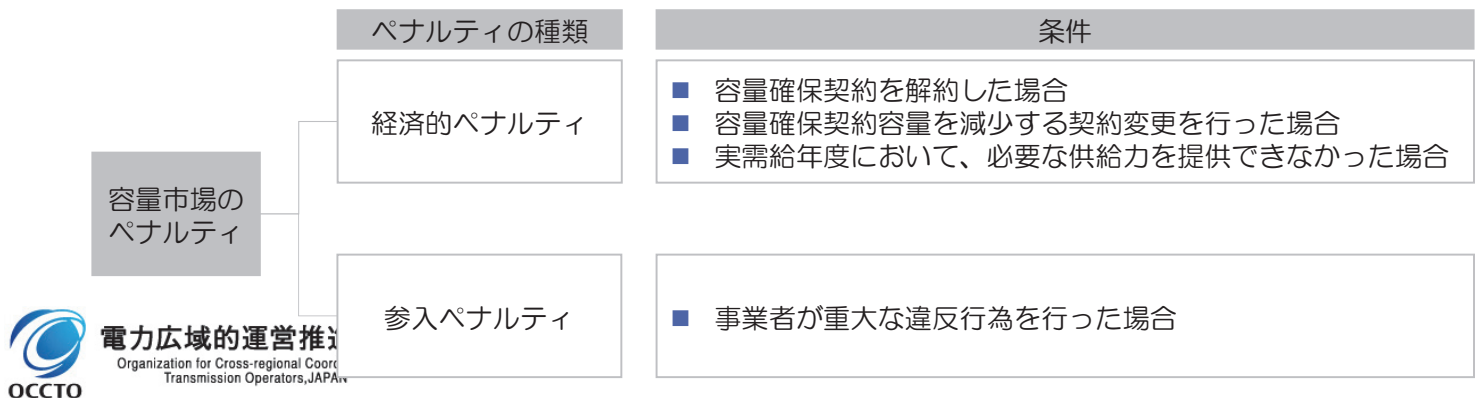 ペナルティの種類
条件
容量市場の
ペナルティ
経済的ペナルティ
■ 容量確保契約を解約した場合
■ 容量確保契約容量を減少する契約変更を行った場合
■ 実需給年度において、必要な供給力を提供できなかった場合
参入ペナルティ
■ 事業者が重大な違反行為を行った場合
電力広域的運営推
Organization for Cross-regional Coord
Transmission Operators,JAPAN
OCCTO